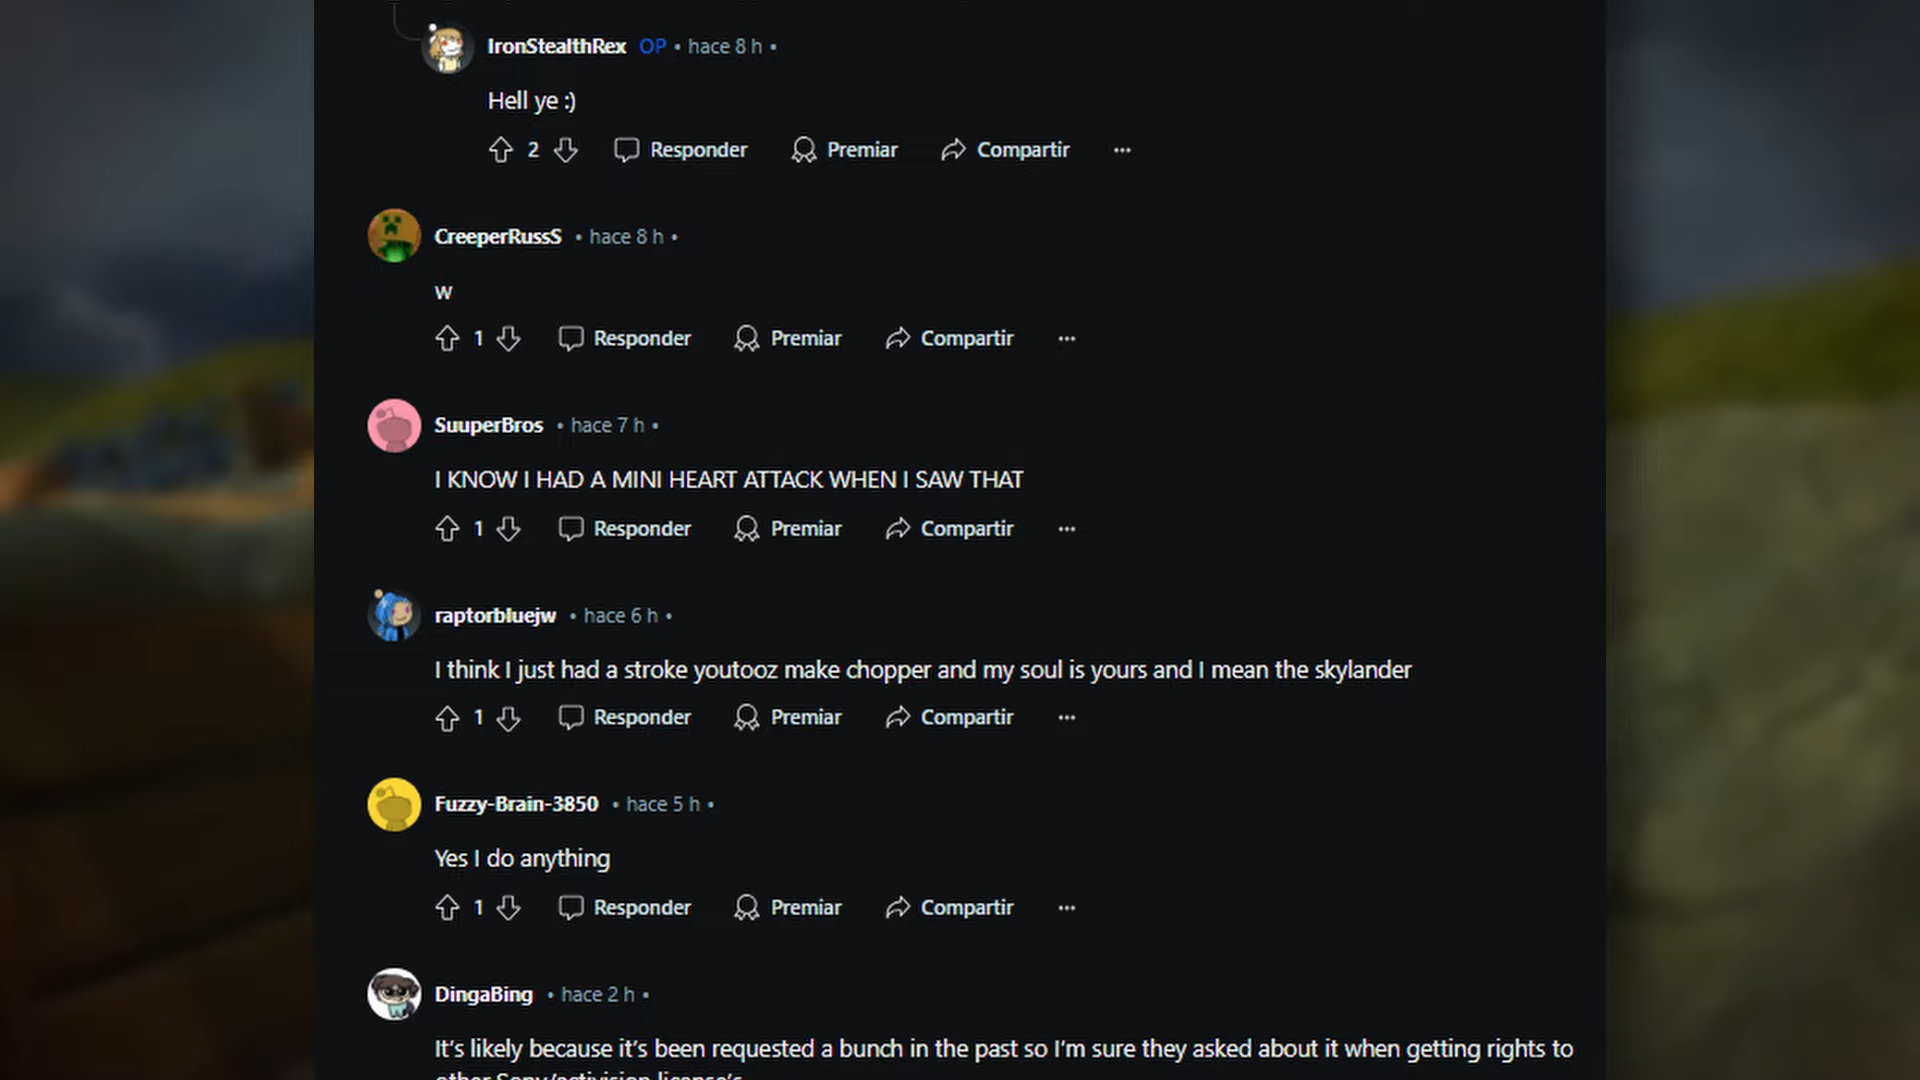 IronStealthRex OP • hace 8 h •
Hell ye :)
2 Responder Premiar Compartir ...
CreeperRussS • hace 8 h •
w
1 Responder Premiar Compartir ...
SuuperBros • hace 7 h •
I KNOW I HAD A MINI HEART ATTACK WHEN I SAW THAT
1 Responder Premiar Compartir ...
raptorbluejw • hace 6 h •
I think I just had a stroke youtooz make chopper and my soul is yours and I mean the skylander
1 Responder Premiar Compartir ...
Fuzzy-Brain-3850 • hace 5 h •
Yes I do anything
1 Responder Premiar Compartir ...
DingaBing • hace 2 h •
It's likely because it's been requested a bunch in the past so I'm sure they asked about it when getting rights to
other Sony/activision license's